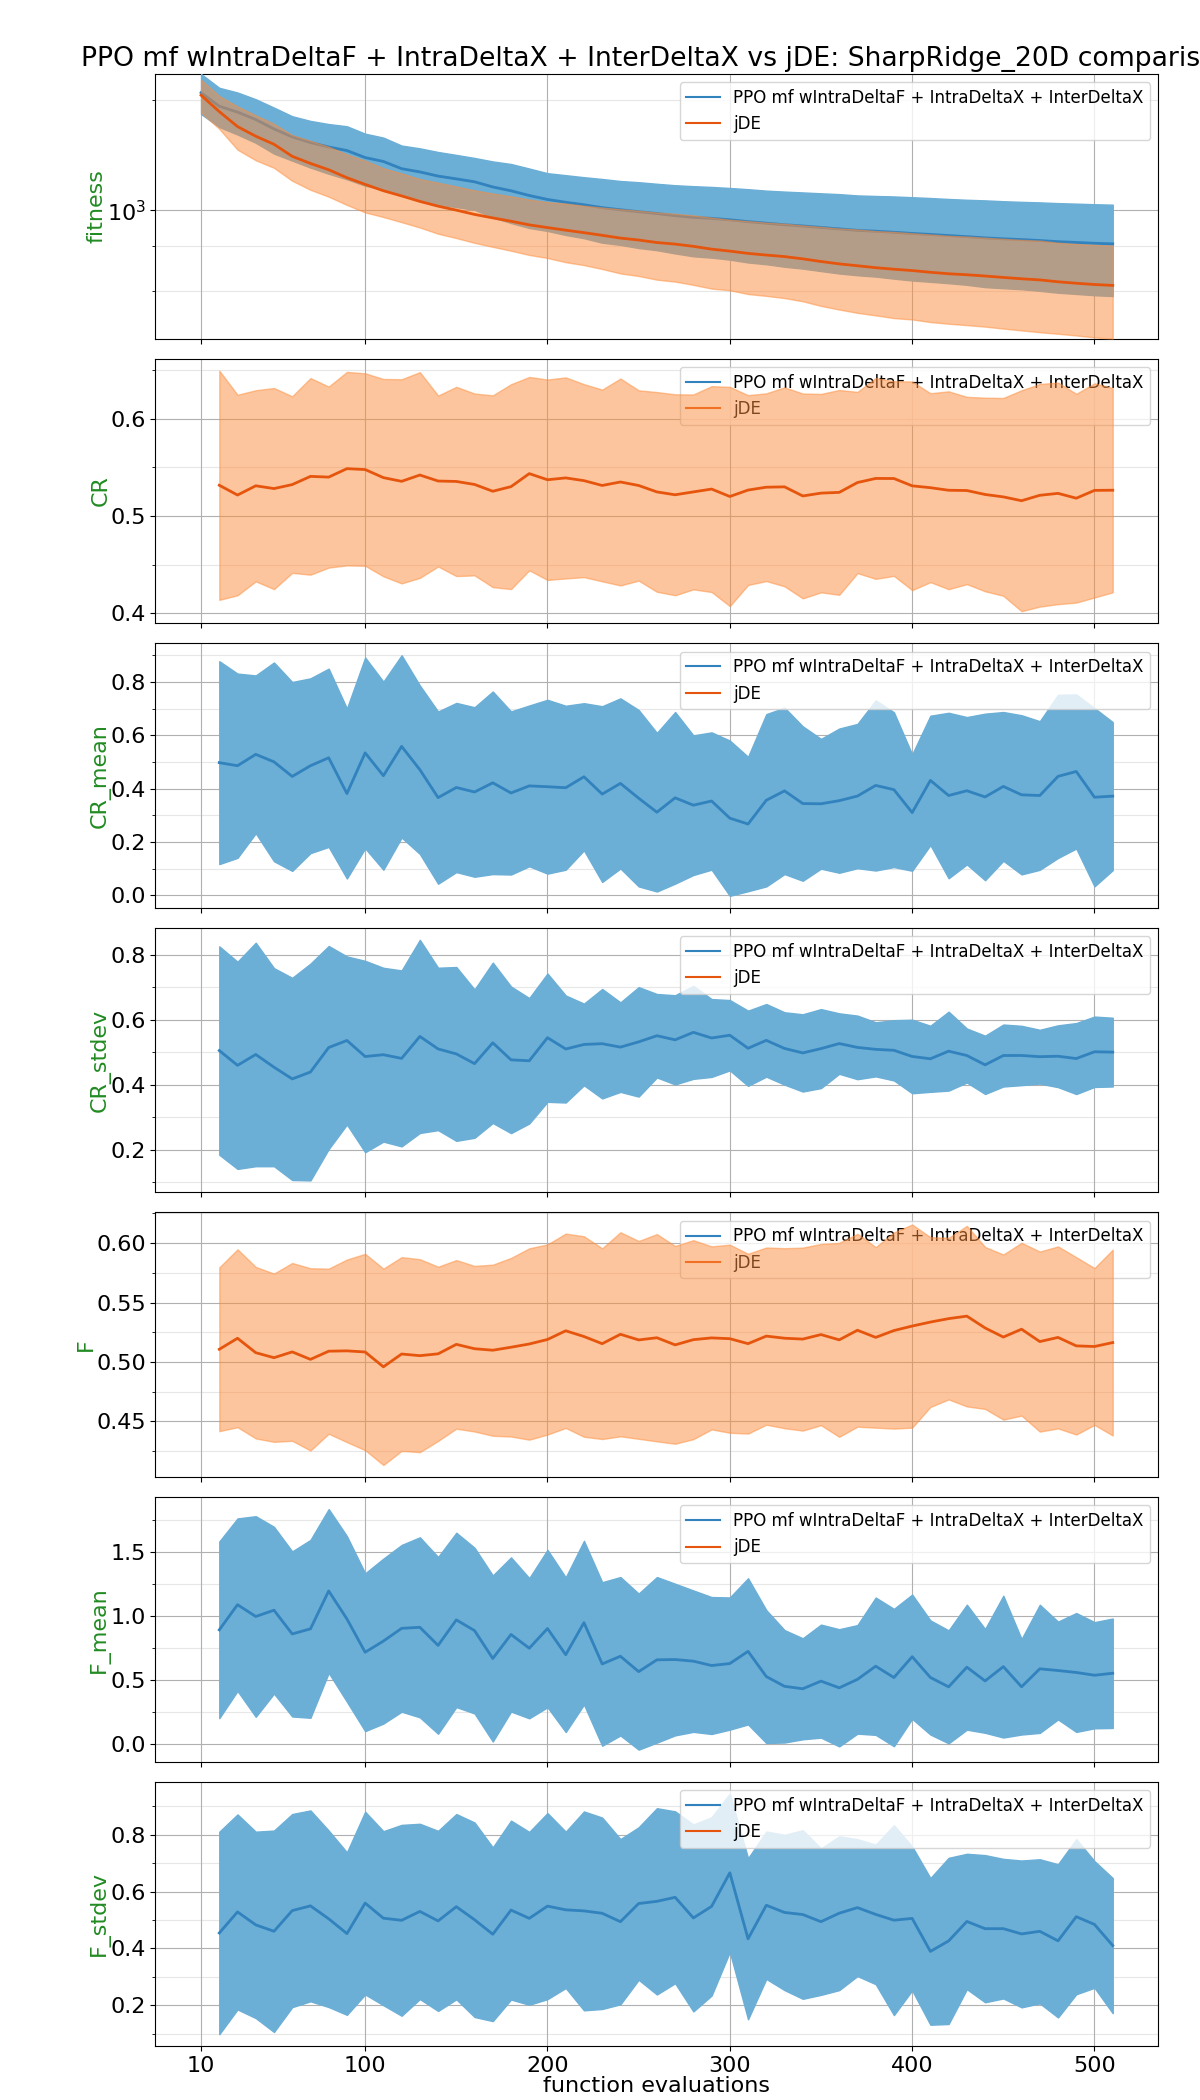 PPO mf wIntraDeltaF + IntraDeltaX + InterDeltaX vs jDE: SharpRidge_20D comparis
PPO mf wIntraDeltaF + IntraDeltaX + InterDeltaX
jDE
fitness
10³
PPO mf wIntraDeltaF + IntraDeltaX + InterDeltaX
jDE
CR
0.6
0.5
0.4
PPO mf wIntraDeltaF + IntraDeltaX + InterDeltaX
jDE
CR_mean
0.8
0.6
0.4
0.2
0.0
PPO mf wIntraDeltaF + IntraDeltaX + InterDeltaX
jDE
CR_stdev
0.8
0.6
0.4
0.2
PPO mf wIntraDeltaF + IntraDeltaX + InterDeltaX
jDE
F
0.60
0.55
0.50
0.45
PPO mf wIntraDeltaF + IntraDeltaX + InterDeltaX
jDE
F_mean
1.5
1.0
0.5
0.0
PPO mf wIntraDeltaF + IntraDeltaX + InterDeltaX
jDE
F_stdev
0.8
0.6
0.4
0.2
10 100 200 300 400 500
function evaluations